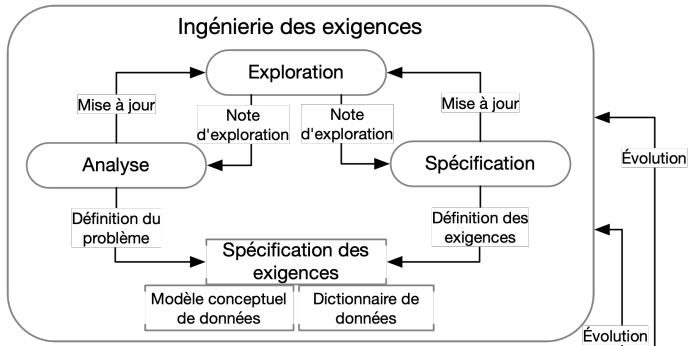 Ingénierie des exigences
Exploration
Mise à jour
Note
d'exploration
Note
d'exploration
Mise à jour
Analyse
Spécification
Évolution
Définition du
problème
Définition des
exigences
Spécification des
exigences
Modèle conceptuel
de données
Dictionnaire de
données
Évolution